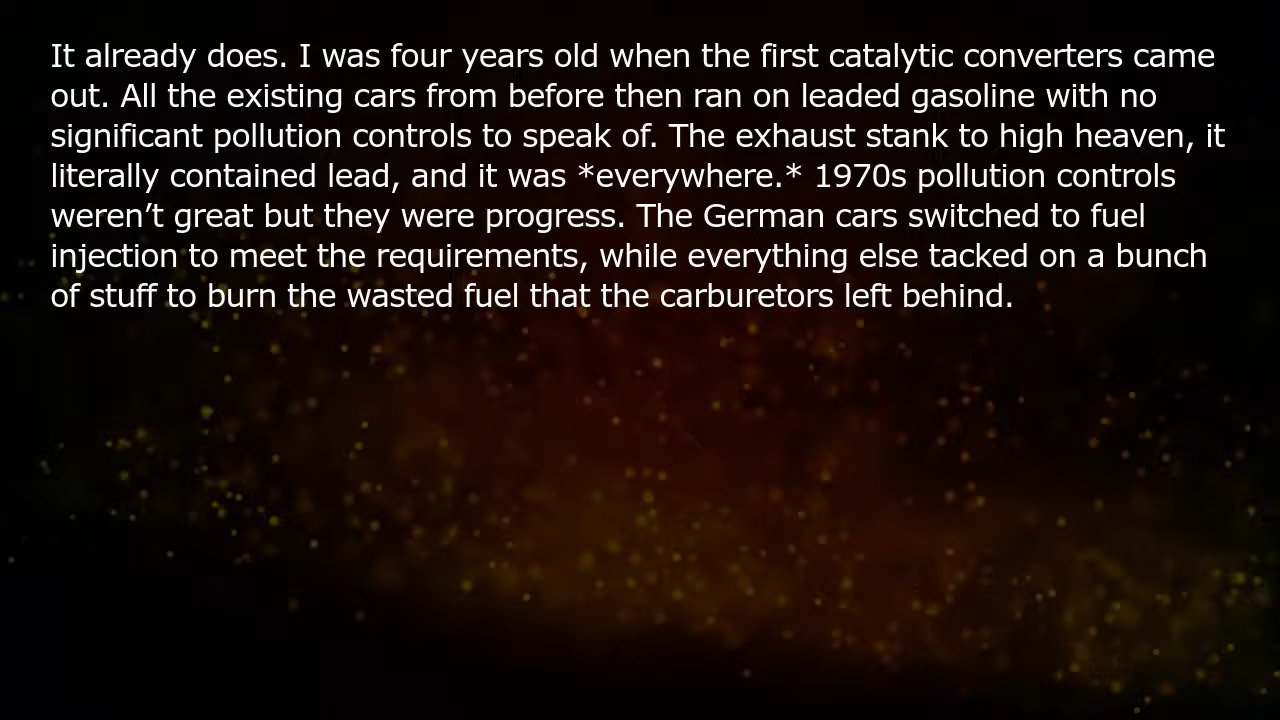 It already does. I was four years old when the first catalytic converters came
out. All the existing cars from before then ran on leaded gasoline with no
significant pollution controls to speak of. The exhaust stank to high heaven, it
literally contained lead, and it was *everywhere.* 1970s pollution controls
weren’t great but they were progress. The German cars switched to fuel
injection to meet the requirements, while everything else tacked on a bunch
of stuff to burn the wasted fuel that the carburetors left behind.